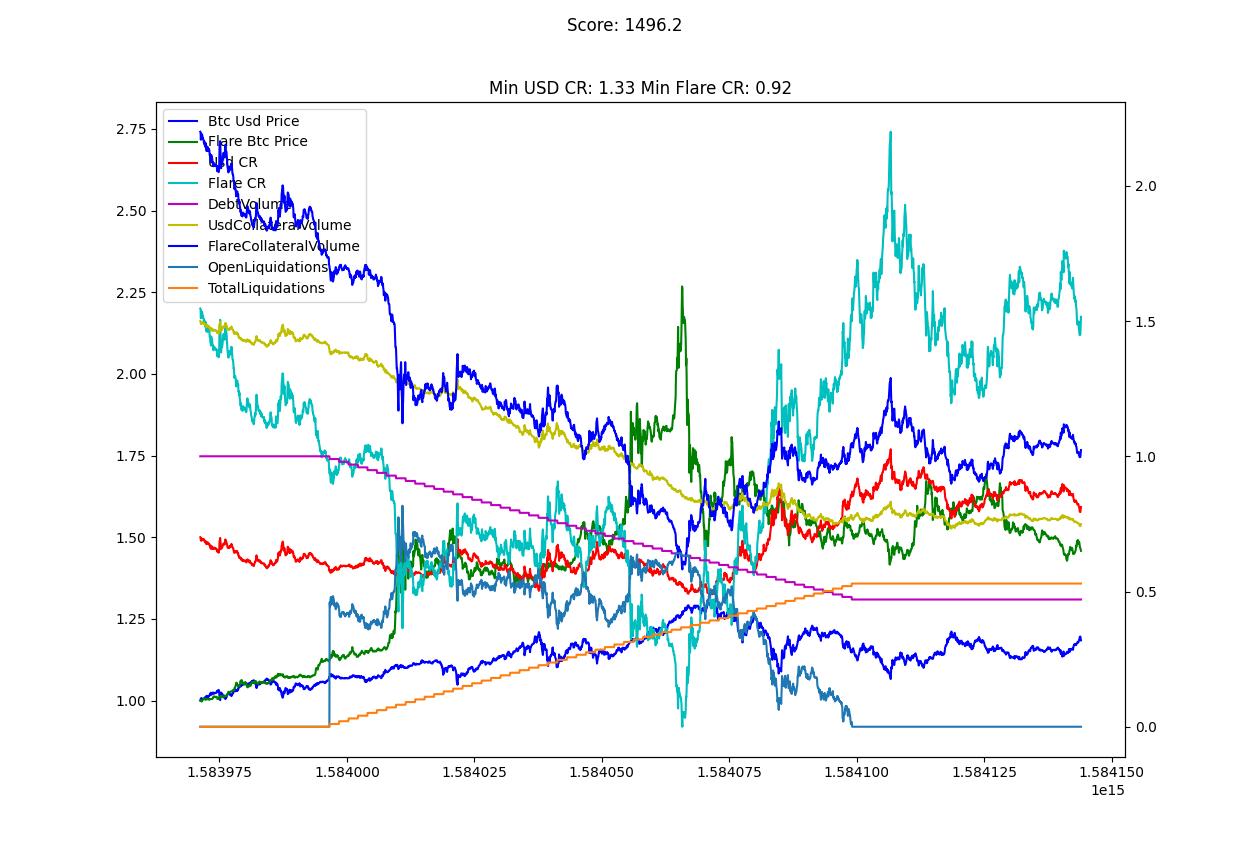 Score: 1496.2
Min USD CR: 1.33 Min Flare CR: 0.92
Btc Usd Price
Flare Btc Price
Usd CR
Flare CR
DebtVolume
UsdCollateralVolume
FlareCollateralVolume
OpenLiquidations
TotalLiquidations
2.75
2.50
2.25
2.00
1.75
1.50
1.25
1.00
2.0
1.5
1.0
0.5
0.0
1.583975
1.584000
1.584025
1.584050
1.584075
1.584100
1.584125
1.584150
1e15